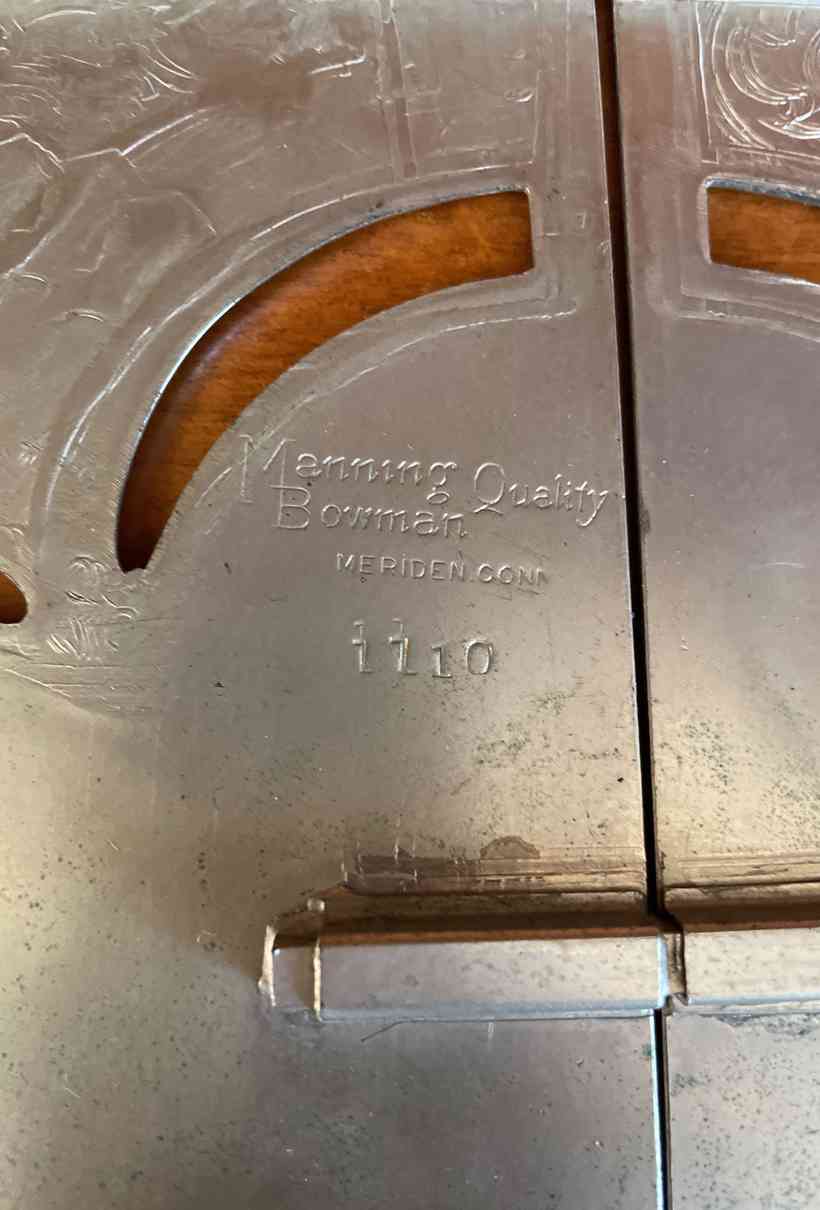 Manning Quality
Bowman
MERIDEN.CONN
1110